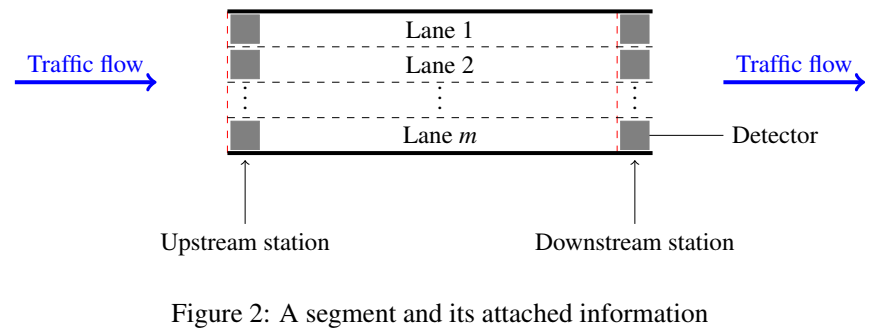 Lane 1
Traffic flow
Lane 2
Traffic flow
Lane m
Detector
Upstream station
Downstream station
Figure 2: A segment and its attached information